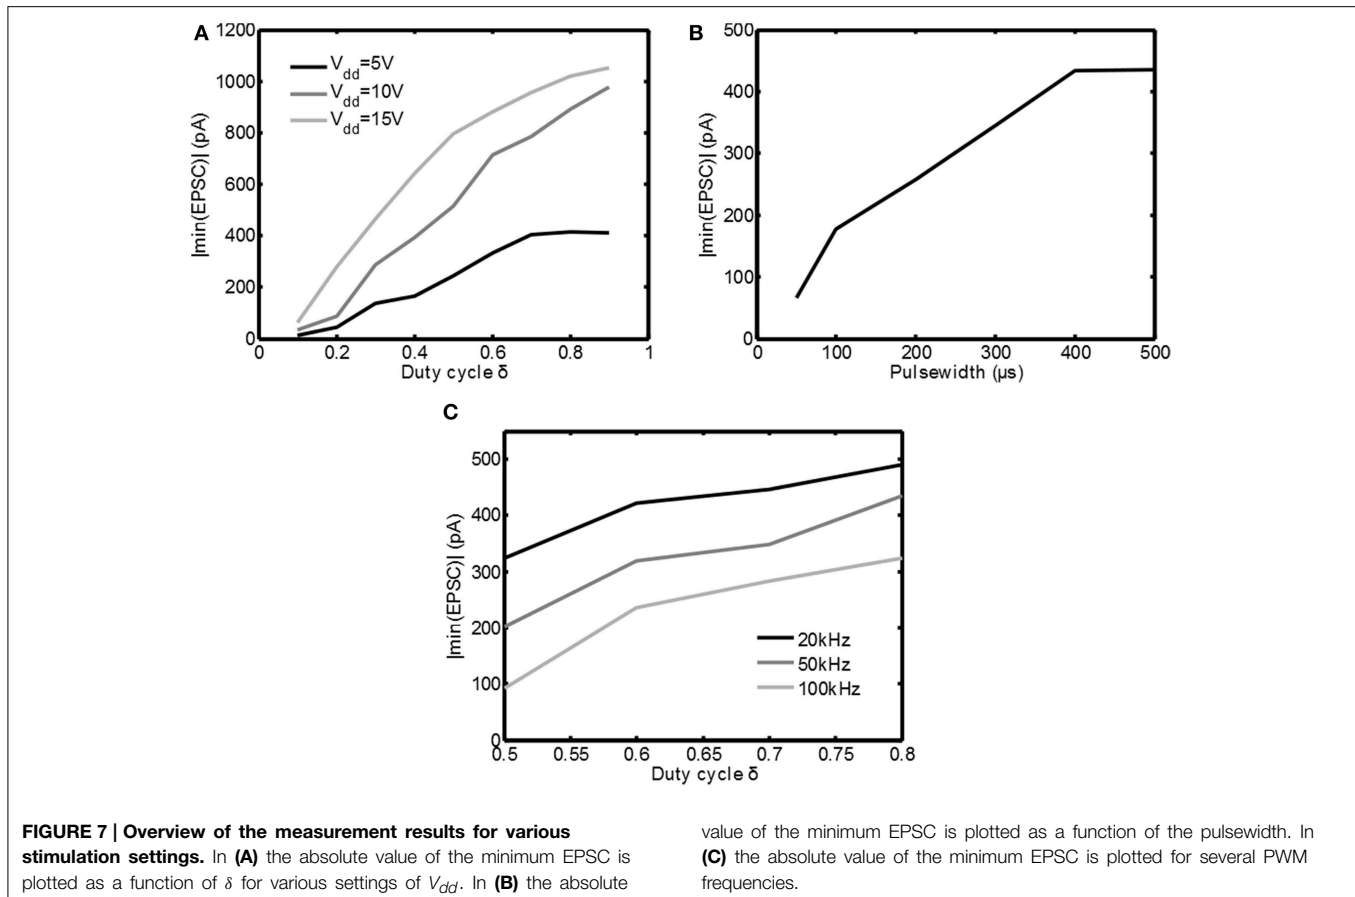 A
1200
1000
800
600
400
200
0
|min(EPSC)| (pA)
V_dd=5V
V_dd=10V
V_dd=15V
0 0.2 0.4 0.6 0.8 1
Duty cycle δ
B
500
400
300
200
100
0
|min(EPSC)| (pA)
0 100 200 300 400 500
Pulsewidth (µs)
C
500
400
300
200
100
0
|min(EPSC)| (pA)
20kHz
50kHz
100kHz
0.5 0.55 0.6 0.65 0.7 0.75 0.8
Duty cycle δ
FIGURE 7 | Overview of the measurement results for various
stimulation settings. In (A) the absolute value of the minimum EPSC is
plotted as a function of δ for various settings of V_dd. In (B) the absolute
value of the minimum EPSC is plotted as a function of the pulsewidth. In
(C) the absolute value of the minimum EPSC is plotted for several PWM
frequencies.